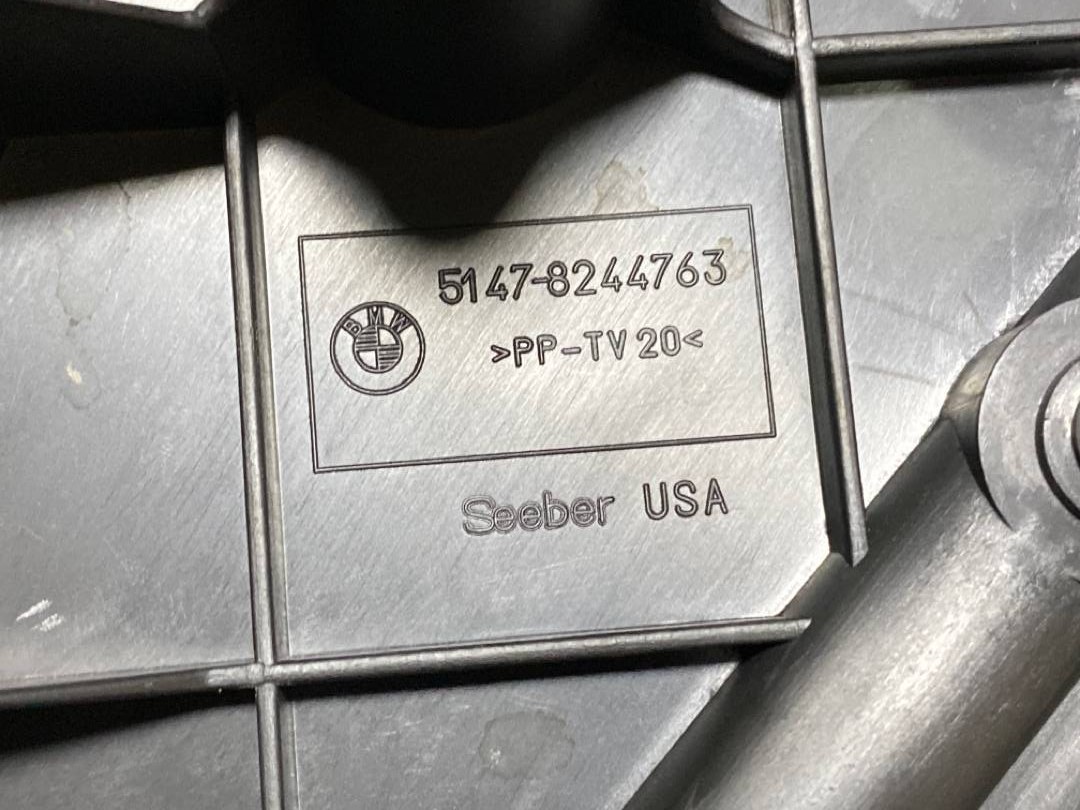 5147-8244763
BMW
>PP-TV20<
Seeber USA